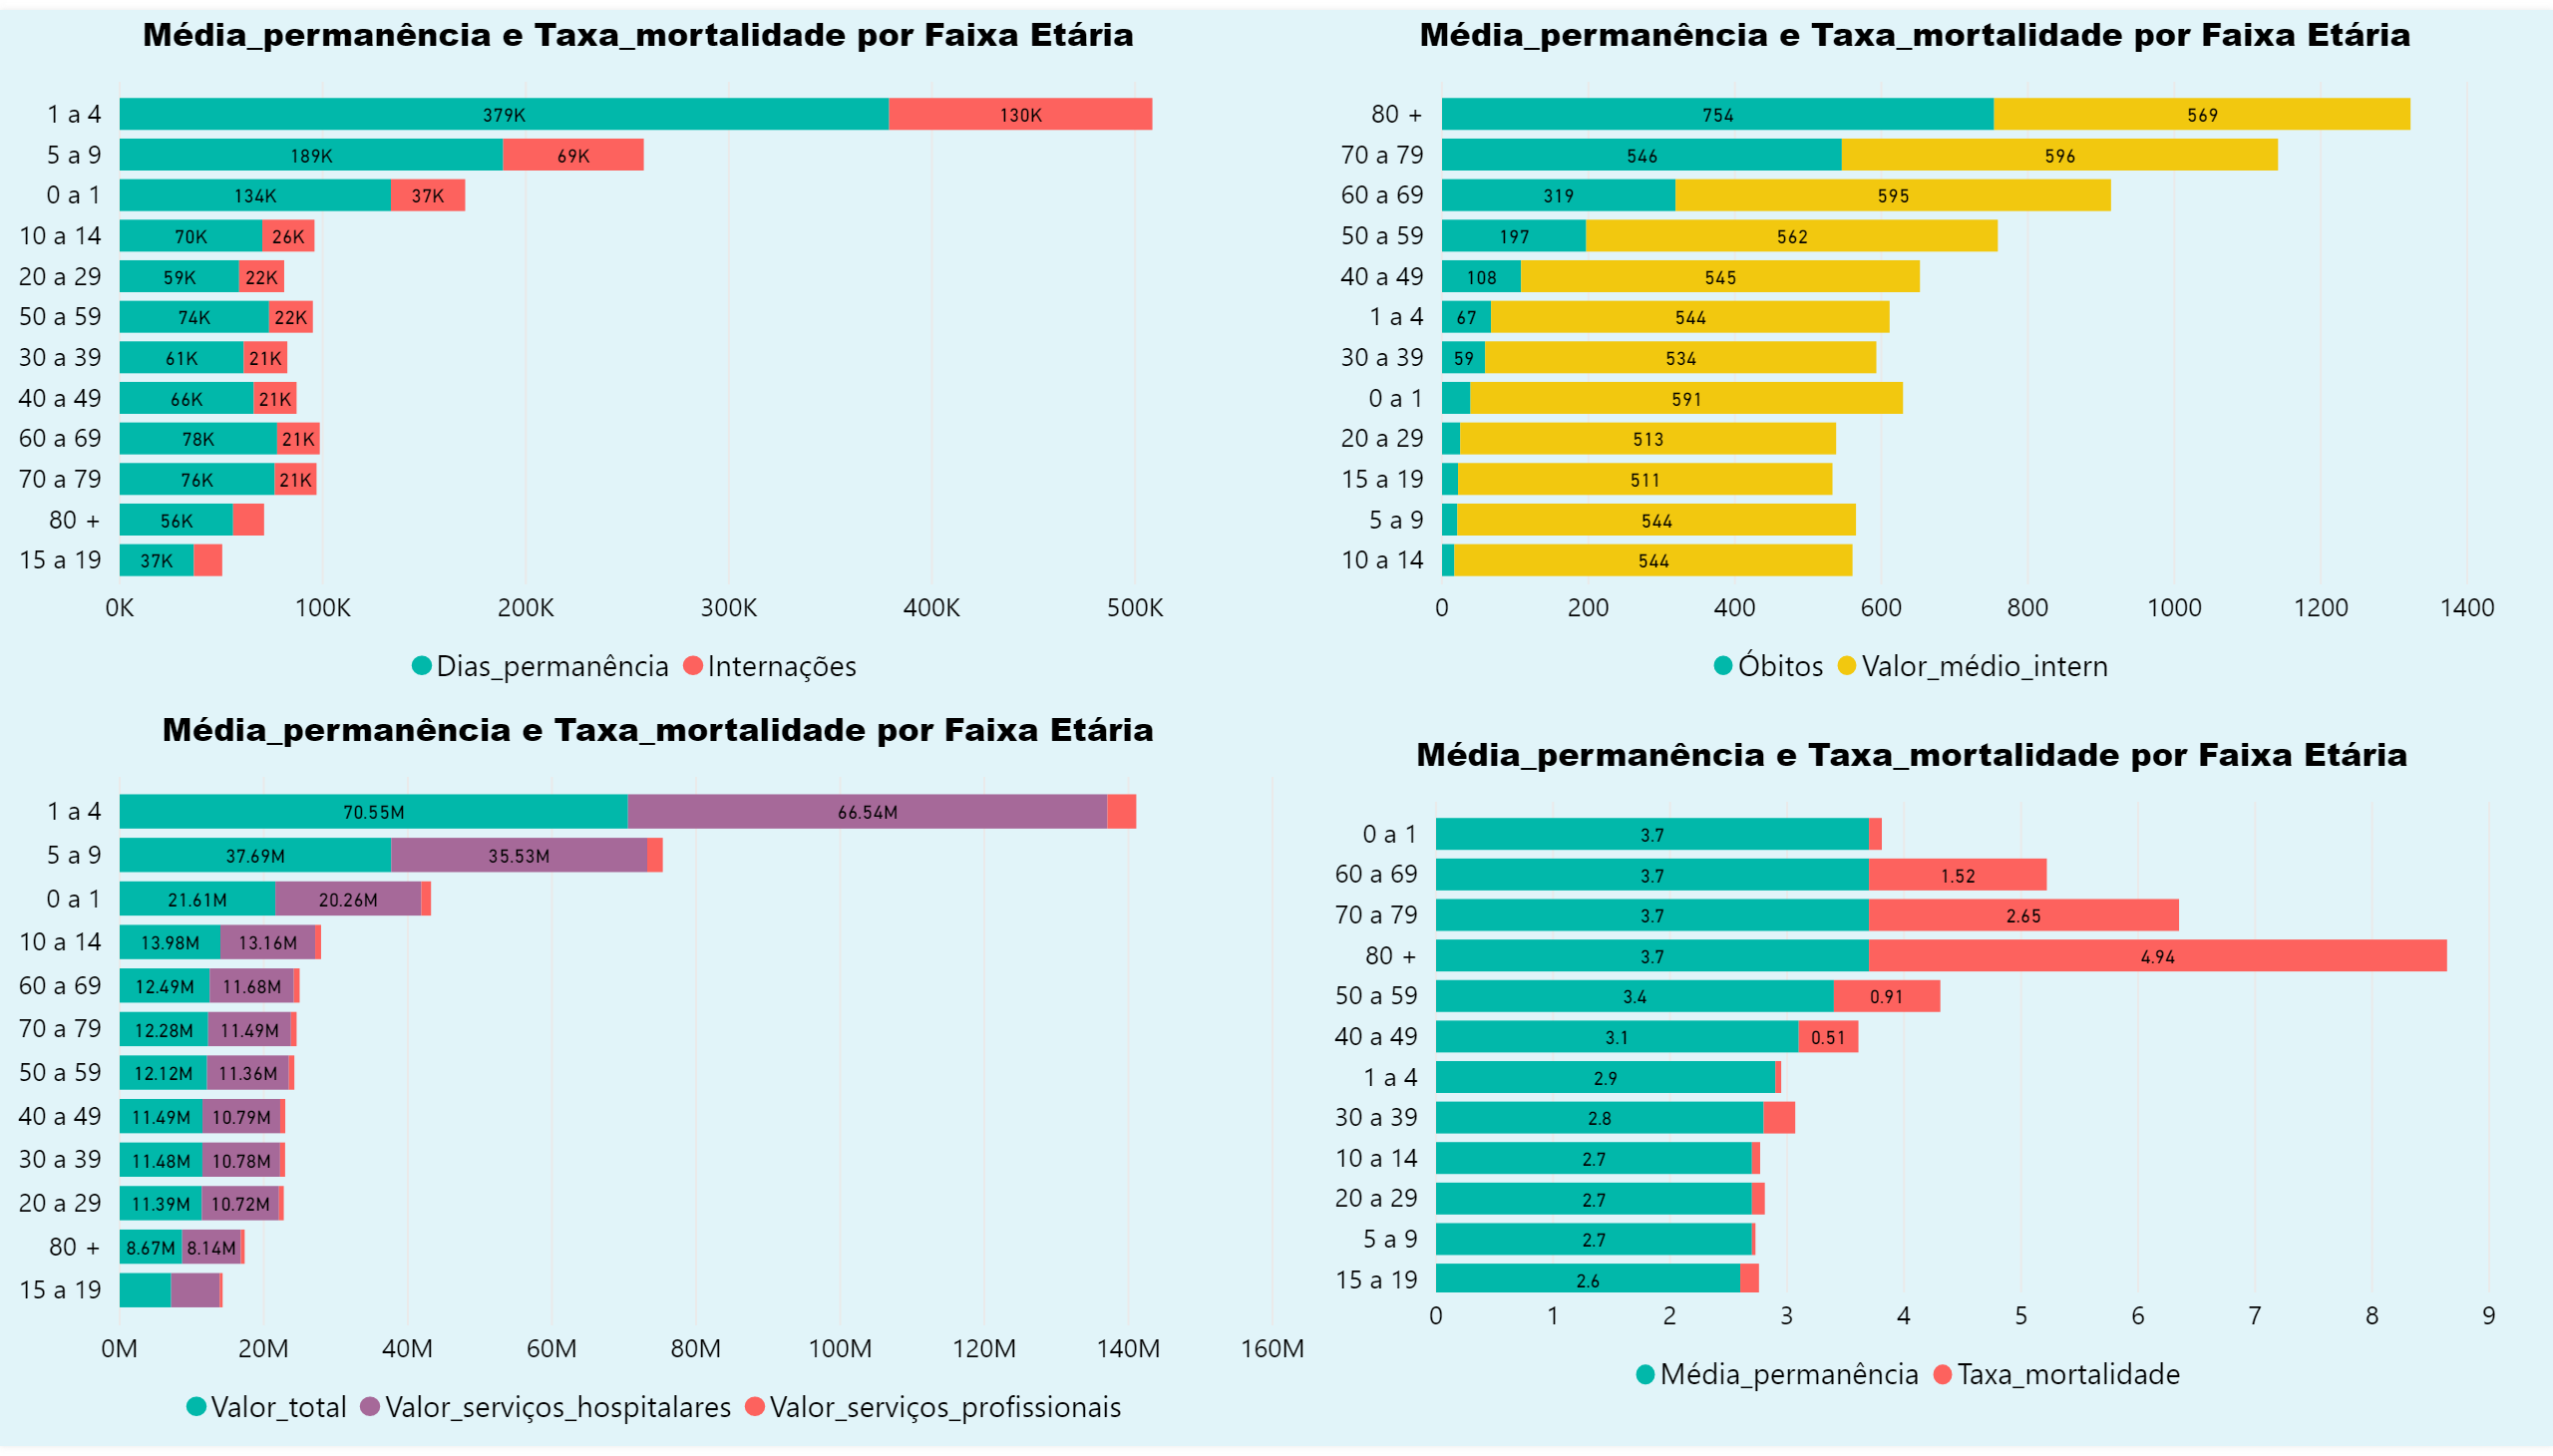 Média_permanência e Taxa_mortalidade por Faixa Etária
1 a 4 379K 130K
5 a 9 189K 69K
0 a 1 134K 37K
10 a 14 70K 26K
20 a 29 59K 22K
50 a 59 74K 22K
30 a 39 61K 21K
40 a 49 66K 21K
60 a 69 78K 21K
70 a 79 76K 21K
80 + 56K
15 a 19 37K
0K 100K 200K 300K 400K 500K
Dias_permanência Internações
Média_permanência e Taxa_mortalidade por Faixa Etária
80 + 754 569
70 a 79 546 596
60 a 69 319 595
50 a 59 197 562
40 a 49 108 545
1 a 4 67 544
30 a 39 59 534
0 a 1 591
20 a 29 513
15 a 19 511
5 a 9 544
10 a 14 544
0 200 400 600 800 1000 1200 1400
Óbitos Valor_médio_intern
Média_permanência e Taxa_mortalidade por Faixa Etária
1 a 4 70.55M 66.54M
5 a 9 37.69M 35.53M
0 a 1 21.61M 20.26M
10 a 14 13.98M 13.16M
60 a 69 12.49M 11.68M
70 a 79 12.28M 11.49M
50 a 59 12.12M 11.36M
40 a 49 11.49M 10.79M
30 a 39 11.48M 10.78M
20 a 29 11.39M 10.72M
80 + 8.67M 8.14M
15 a 19
0M 20M 40M 60M 80M 100M 120M 140M 160M
Valor_total Valor_serviços_hospitalares Valor_serviços_profissionais
Média_permanência e Taxa_mortalidade por Faixa Etária
0 a 1 3.7
60 a 69 3.7 1.52
70 a 79 3.7 2.65
80 + 3.7 4.94
50 a 59 3.4 0.91
40 a 49 3.1 0.51
1 a 4 2.9
30 a 39 2.8
10 a 14 2.7
20 a 29 2.7
5 a 9 2.7
15 a 19 2.6
0 1 2 3 4 5 6 7 8 9
Média_permanência Taxa_mortalidade